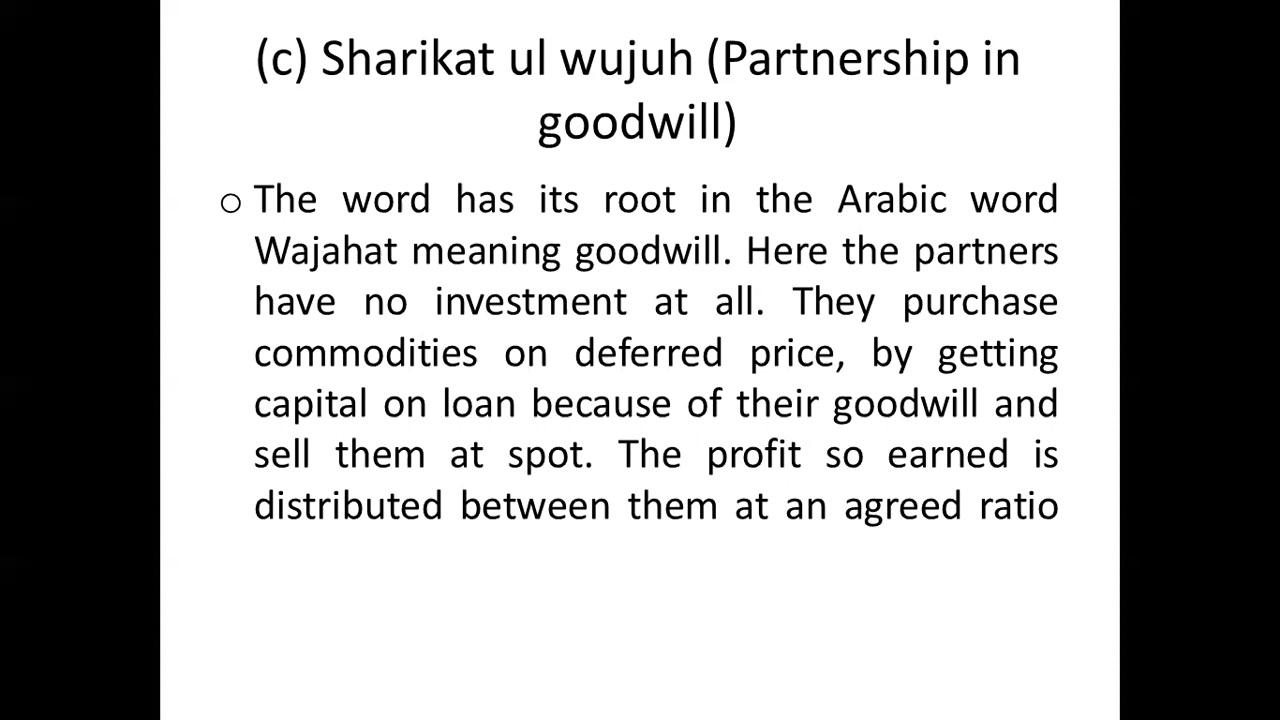 (c) Sharikat ul wujuh (Partnership in
goodwill)
o The word has its root in the Arabic word
Wajahat meaning goodwill. Here the partners
have no investment at all. They purchase
commodities on deferred price, by getting
capital on loan because of their goodwill and
sell them at spot. The profit so earned is
distributed between them at an agreed ratio